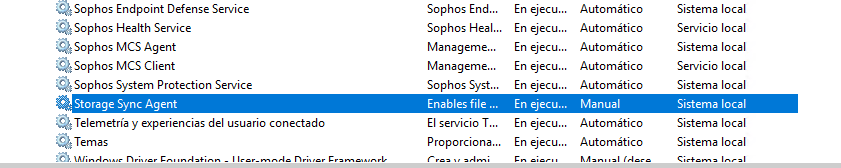 Sophos Endpoint Defense Service Sophos End... En ejecu... Automático Sistema local
Sophos Health Service Sophos Heal... En ejecu... Automático Servicio local
Sophos MCS Agent Manageme... En ejecu... Automático Sistema local
Sophos MCS Client Manageme... En ejecu... Automático Servicio local
Sophos System Protection Service Sophos Syst... En ejecu... Automático Sistema local
Storage Sync Agent Enables file ... En ejecu... Manual Sistema local
Telemetría y experiencias del usuario conectado El servicio T... En ejecu... Automático Sistema local
Temas Proporciona... En ejecu... Automático Sistema local
Windows Driver Foundation - User-mode Driver Framework Crea y admi... En ejecu... Manual (dese... Sistema local